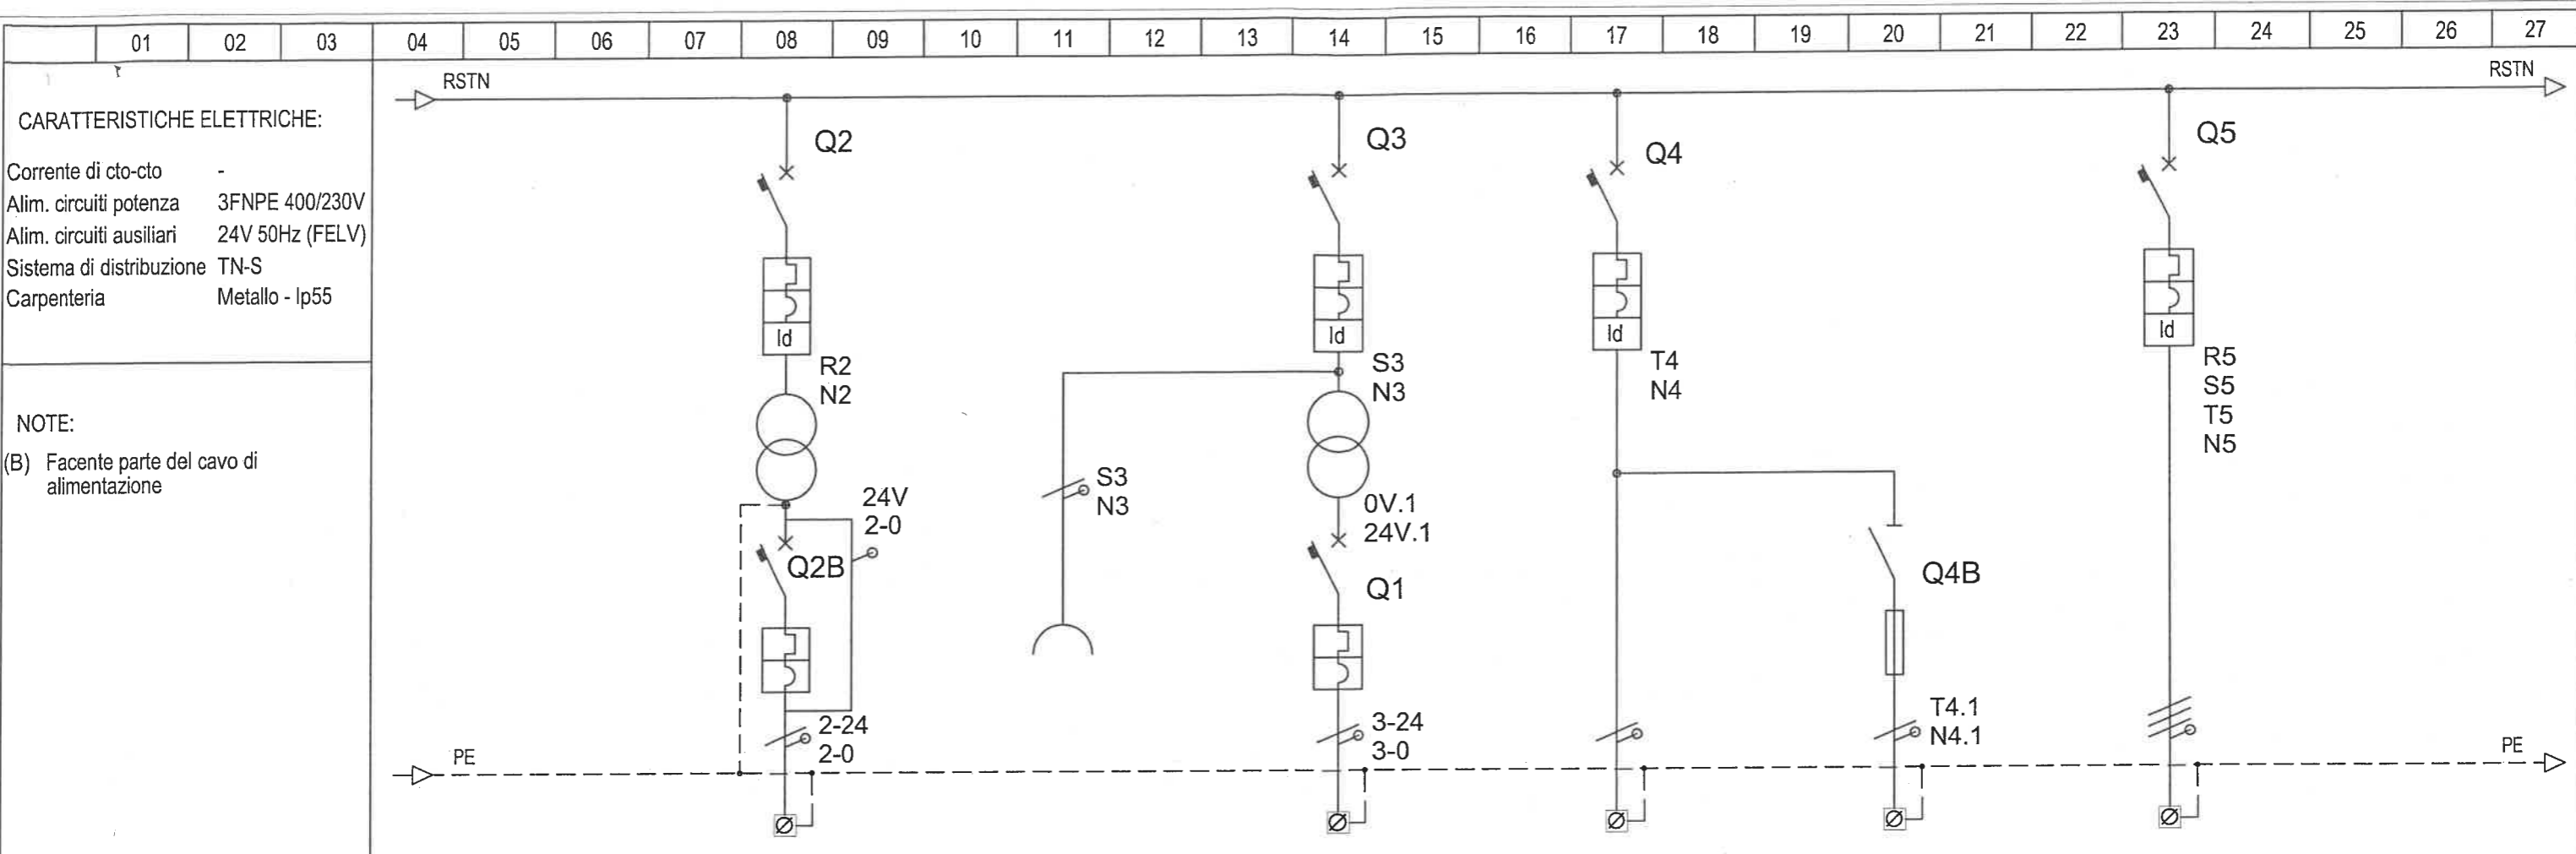 01 02 03 04 05 06 07 08 09 10 11 12 13 14 15 16 17 18 19 20 21 22 23 24 25 26 27
RSTN
RSTN
CARATTERISTICHE ELETTRICHE:
Corrente di cto-cto -
Alim. circuiti potenza 3FNPE 400/230V
Alim. circuiti ausiliari 24V 50Hz (FELV)
Sistema di distribuzione TN-S
Carpenteria Metallo - Ip55
NOTE:
(B) Facente parte del cavo di
alimentazione
Q2
Id
R2
N2
24V
2-0
Q2B
2-24
2-0
S3
N3
Q3
Id
S3
N3
0V.1
24V.1
Q1
3-24
3-0
Q4
Id
T4
N4
Q4B
T4.1
N4.1
Q5
Id
R5
S5
T5
N5
PE
PE